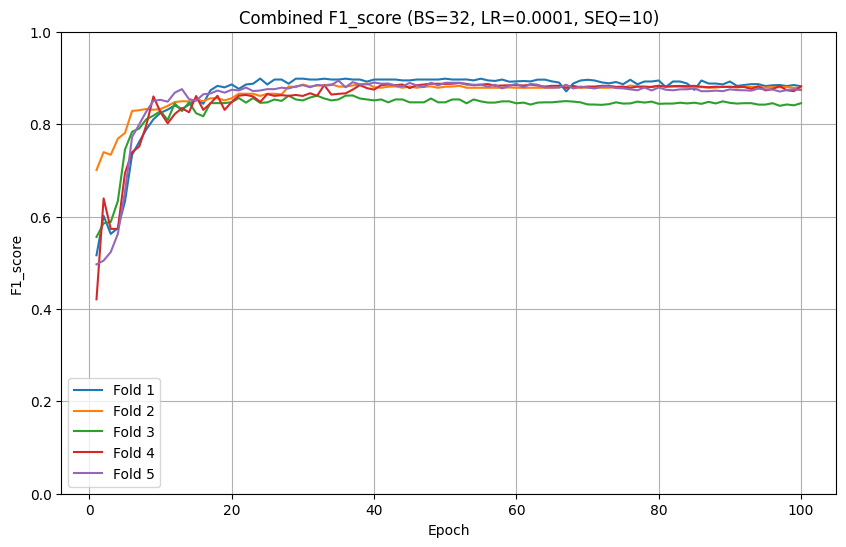 Combined F1_score (BS=32, LR=0.0001, SEQ=10)
F1_score
1.0
0.8
0.6
0.4
0.2
0.0
Fold 1
Fold 2
Fold 3
Fold 4
Fold 5
0 20 40 60 80 100
Epoch